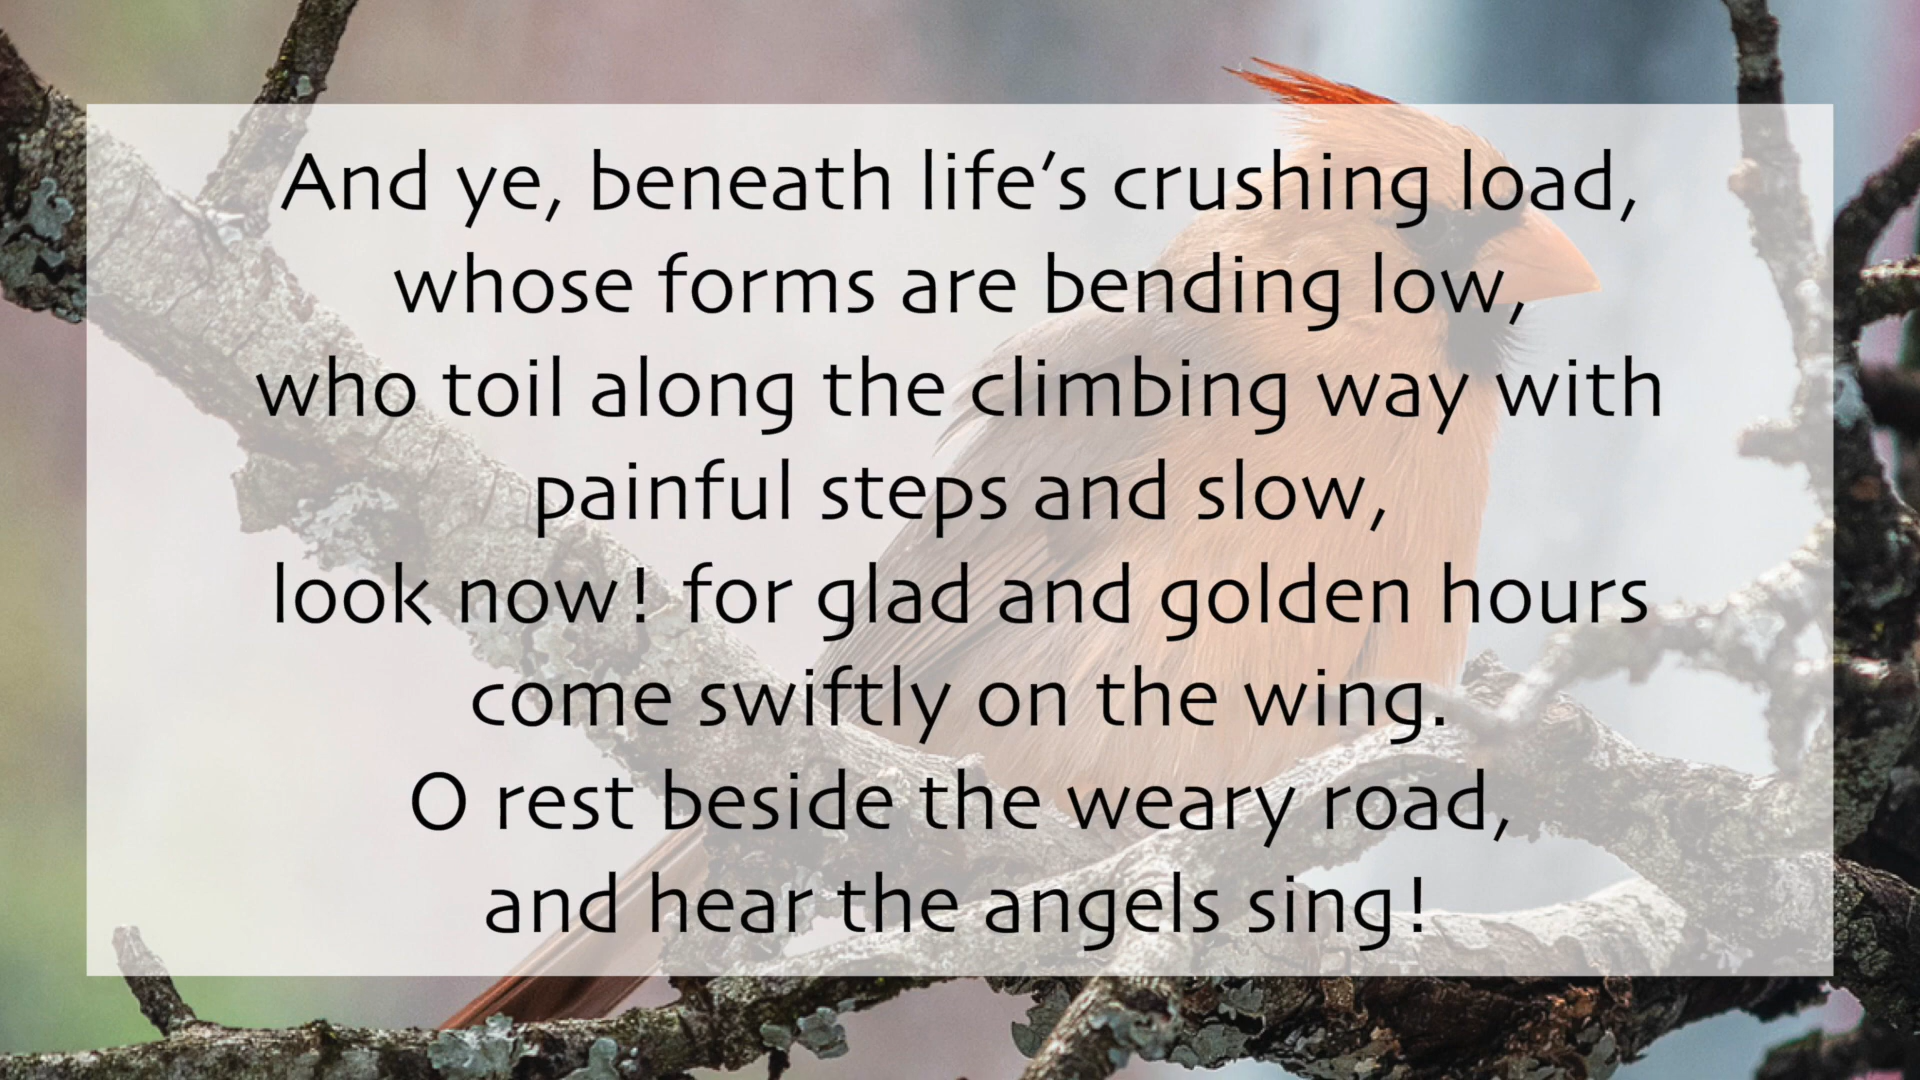 And ye, beneath life’s crushing load,
whose forms are bending low,
who toil along the climbing way with
painful steps and slow,
look now! for glad and golden hours
come swiftly on the wing.
O rest beside the weary road,
and hear the angels sing!